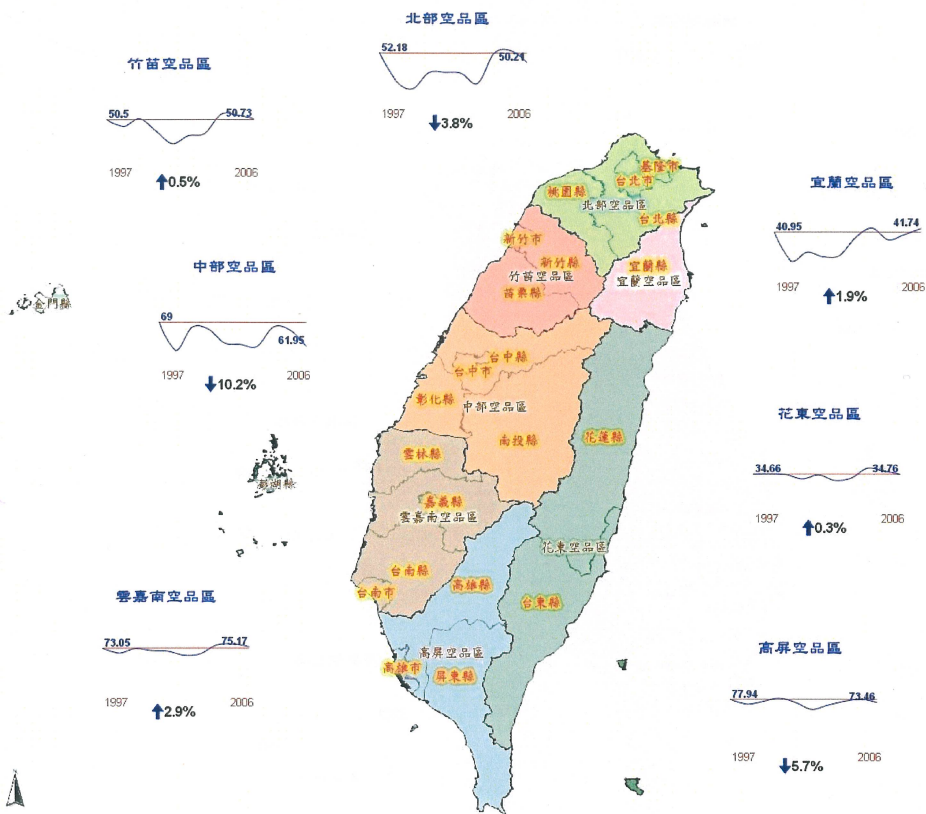 北部空品區
52.18
50.21
1997
2006
3.8%
竹苗空品區
50.5
50.73
1997
2006
0.5%
宜蘭空品區
40.95
41.74
1997
2006
1.9%
中部空品區
69
61.95
1997
2006
10.2%
花東空品區
34.66
34.76
1997
2006
0.3%
雲嘉南空品區
73.05
75.17
1997
2006
2.9%
高屏空品區
77.94
73.46
1997
2006
5.7%
基隆市
台北市
桃園縣
北部空品區
台北縣
新竹市
新竹縣
竹苗空品區
苗栗縣
宜蘭縣
宜蘭空品區
金門縣
台中縣
台中市
彰化縣
中部空品區
南投縣
花蓮縣
雲林縣
澎湖縣
嘉義縣
雲嘉南空品區
花東空品區
台南縣
台南市
高雄縣
台東縣
高屏空品區
高雄市
屏東縣